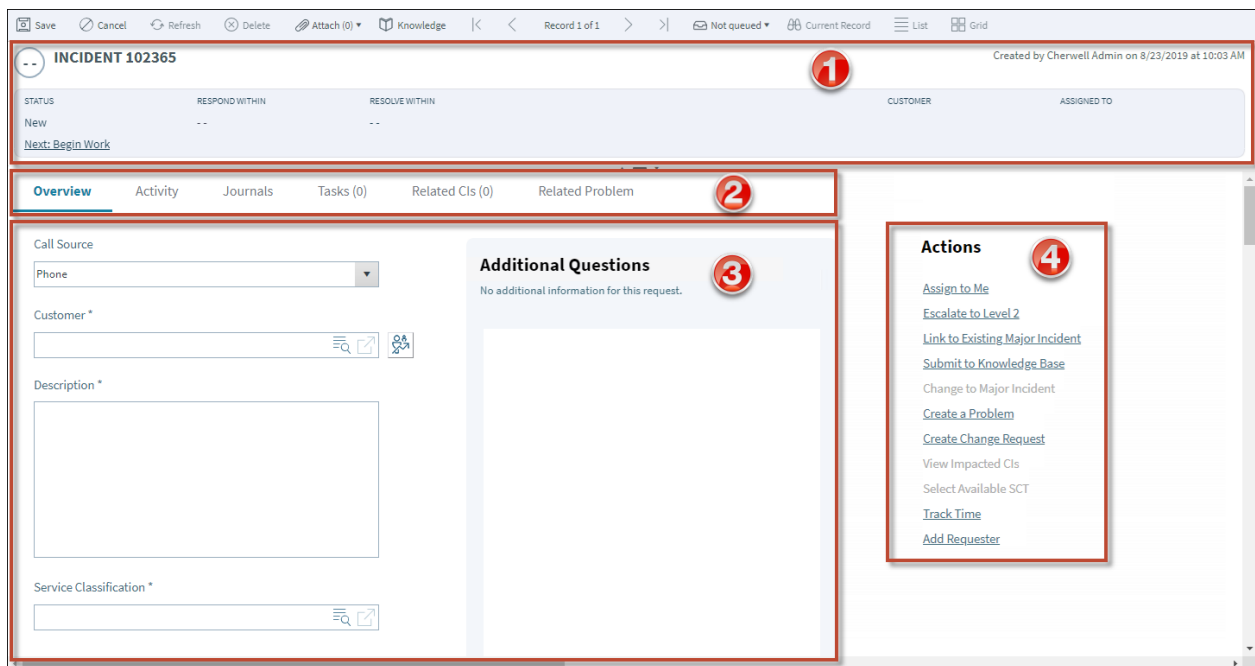 Save Cancel Refresh Delete Attach (0) Knowledge Record 1 of 1 Not queued Current Record List Grid
-- INCIDENT 102365 1 Created by Cherwell Admin on 8/23/2019 at 10:03 AM
STATUS RESPOND WITHIN RESOLVE WITHIN CUSTOMER ASSIGNED TO
New -- --
Next: Begin Work
Overview Activity Journals Tasks (0) Related CIs (0) Related Problem 2
Call Source
Phone
Customer *
Description *
Service Classification *
Additional Questions 3
No additional information for this request.
Actions 4
Assign to Me
Escalate to Level 2
Link to Existing Major Incident
Submit to Knowledge Base
Change to Major Incident
Create a Problem
Create Change Request
View Impacted CIs
Select Available SCT
Track Time
Add Requester